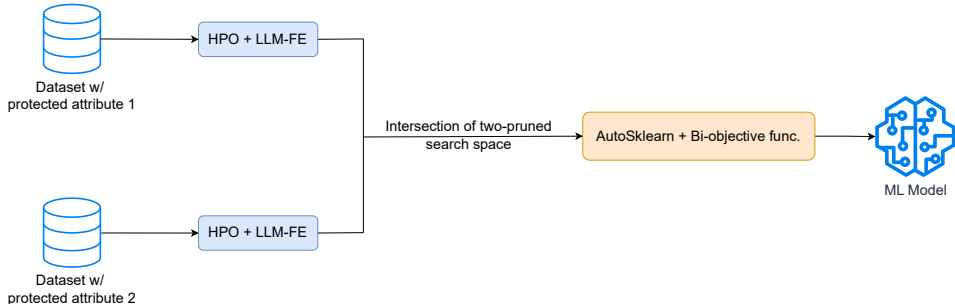 HPO + LLM-FE
Dataset w/
protected attribute 1
Intersection of two-pruned
search space
AutoSklearn + Bi-objective func.
ML Model
HPO + LLM-FE
Dataset w/
protected attribute 2